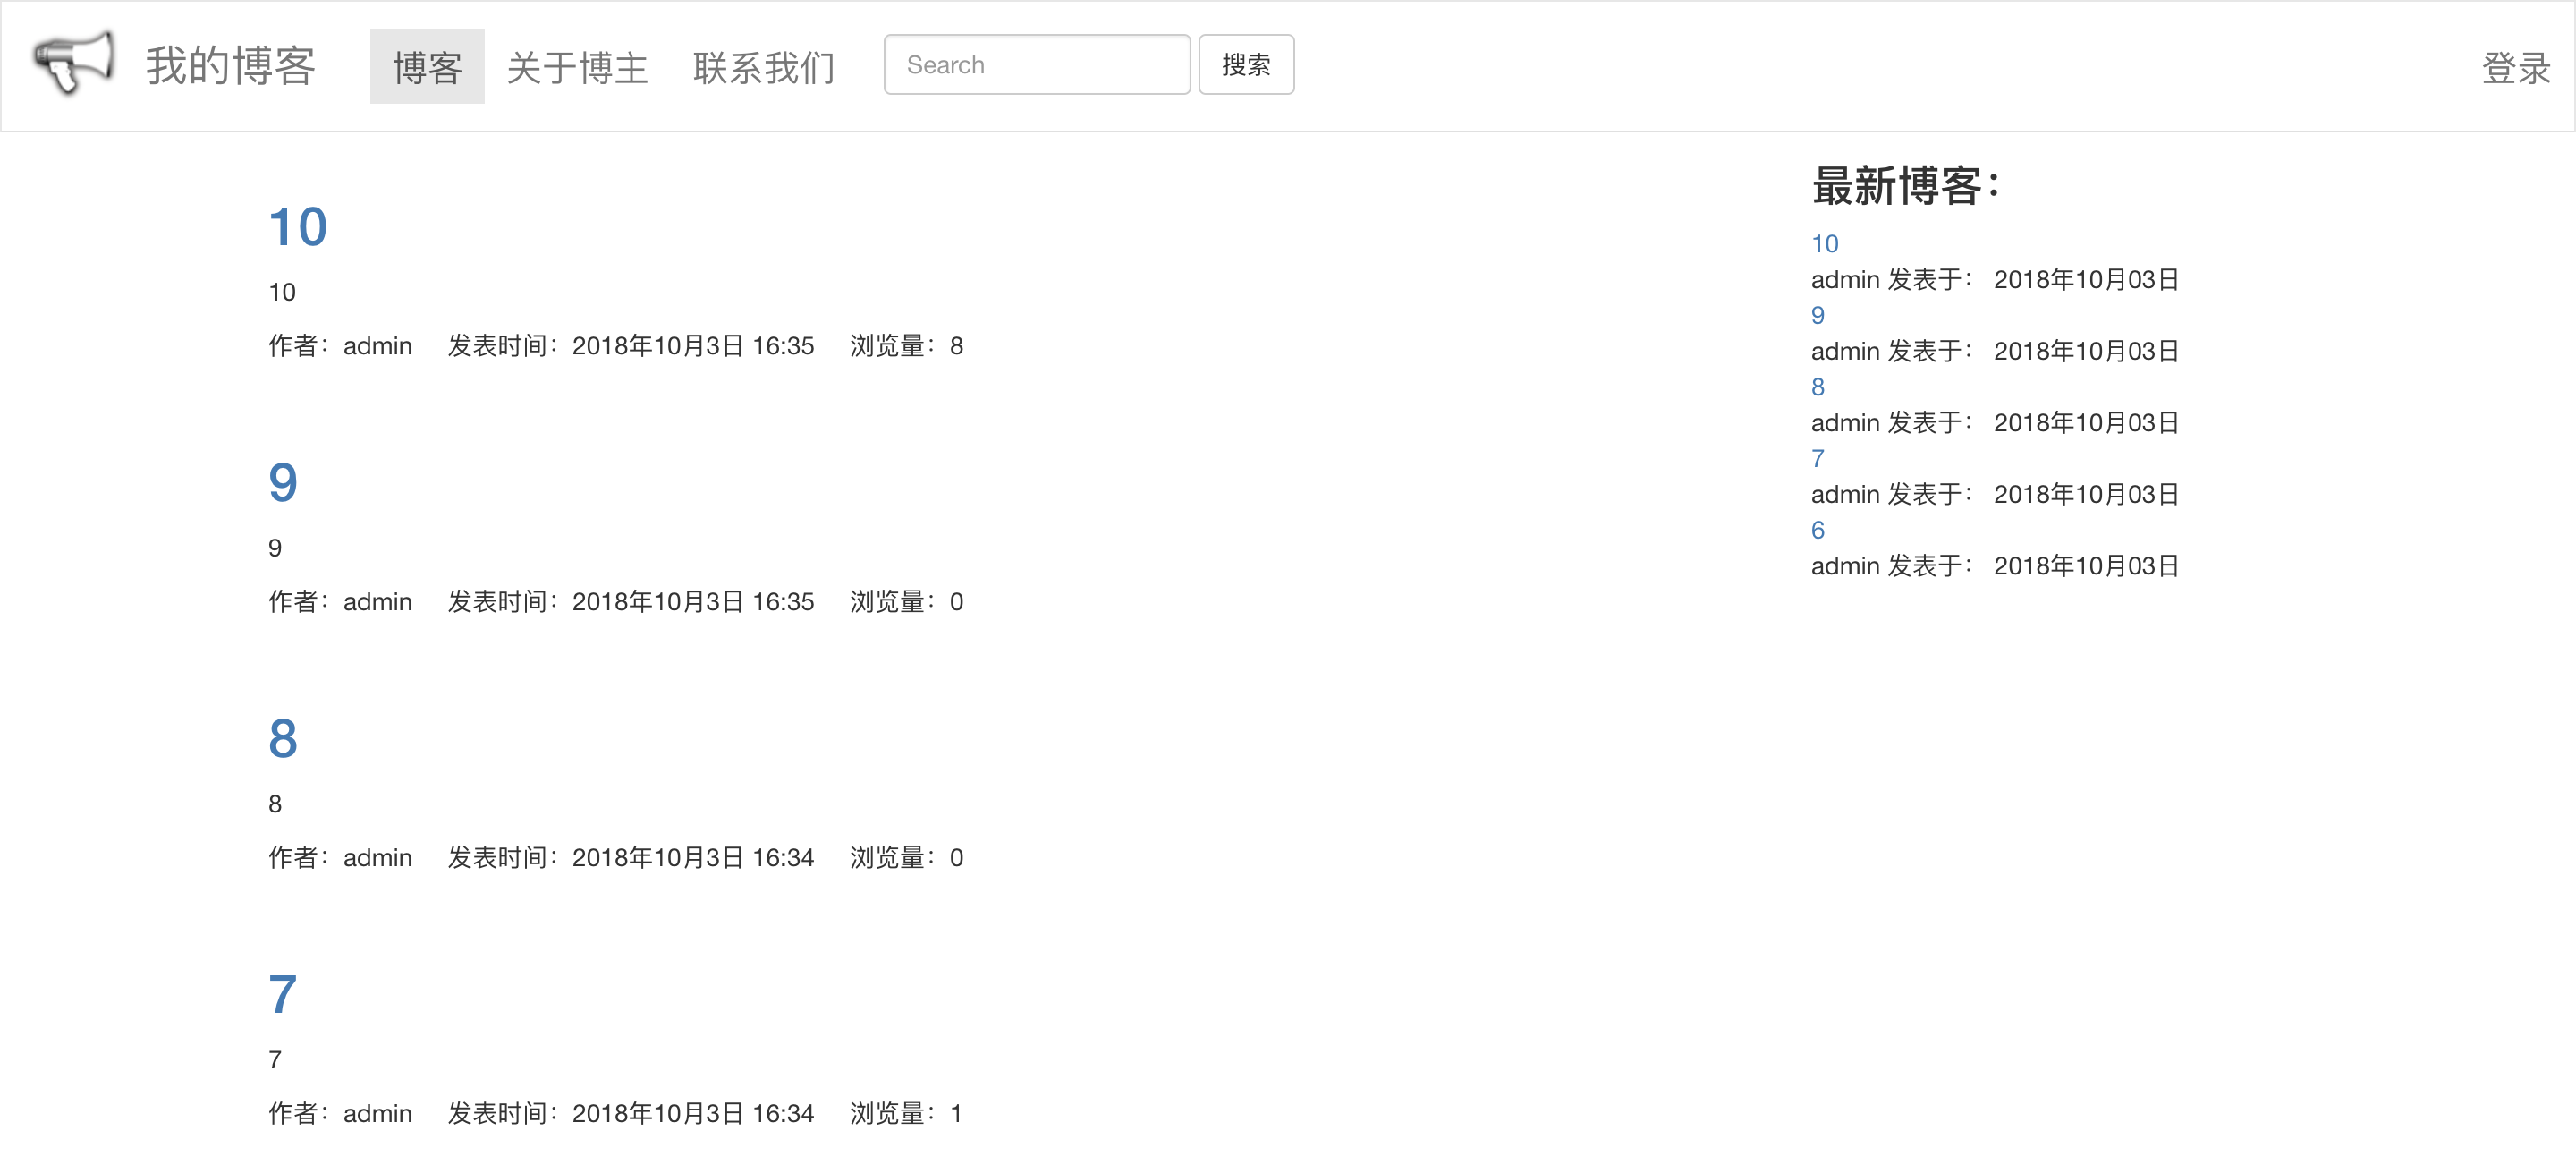 我的博客 博客 关于博主 联系我们 Search 搜索 登录
10
10
作者：admin 发表时间：2018年10月3日 16:35 浏览量：8
9
9
作者：admin 发表时间：2018年10月3日 16:35 浏览量：0
8
8
作者：admin 发表时间：2018年10月3日 16:34 浏览量：0
7
7
作者：admin 发表时间：2018年10月3日 16:34 浏览量：1
最新博客：
10
admin 发表于： 2018年10月03日
9
admin 发表于： 2018年10月03日
8
admin 发表于： 2018年10月03日
7
admin 发表于： 2018年10月03日
6
admin 发表于： 2018年10月03日